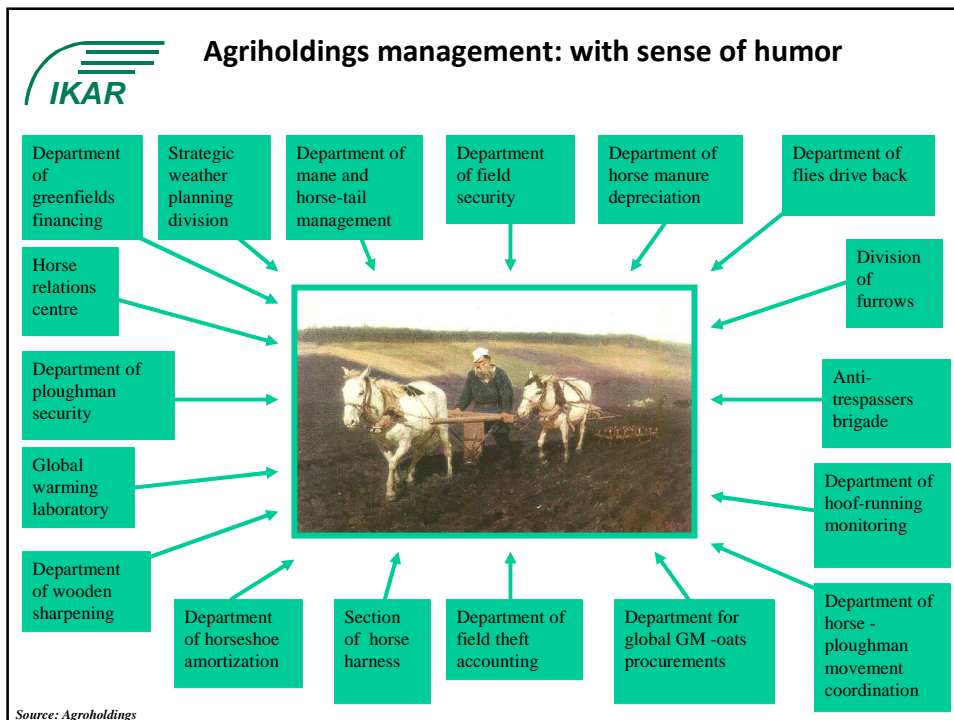 Agriholdings management: with sense of humor
IKAR
Department
of
greenfields
financing
Strategic
weather
planning
division
Department of
mane and
horse-tail
management
Department
of field
security
Department of
horse manure
depreciation
Department of
flies drive back
Horse
relations
centre
Division
of
furrows
Department of
ploughman
security
Anti-
trespassers
brigade
Global
warming
laboratory
Department of
hoof-running
monitoring
Department
of wooden
sharpening
Department
of horseshoe
amortization
Section
of horse
harness
Department of
field theft
accounting
Department for
global GM -oats
procurements
Department of
horse -
ploughman
movement
coordination
Source: Agroholdings